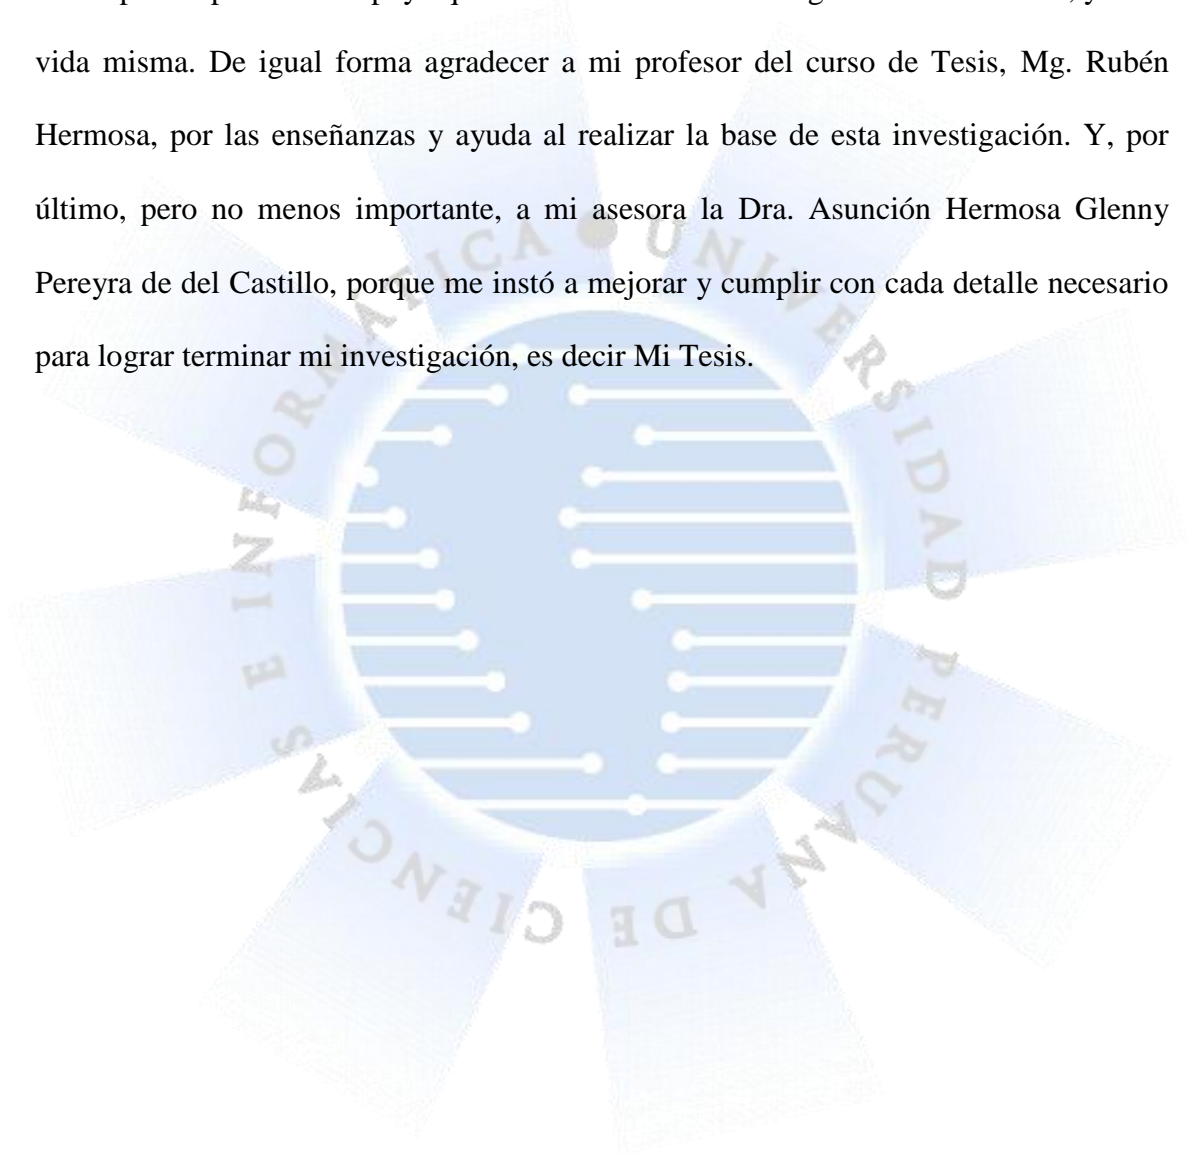 vida misma. De igual forma agradecer a mi profesor del curso de Tesis, Mg. Rubén
Hermosa, por las enseñanzas y ayuda al realizar la base de esta investigación. Y, por
último, pero no menos importante, a mi asesora la Dra. Asunción Hermosa Glenny
Pereyra de del Castillo, porque me instó a mejorar y cumplir con cada detalle necesario
para lograr terminar mi investigación, es decir Mi Tesis.
UNIVERSIDAD PERUANA DE CIENCIAS E INFORMATICA